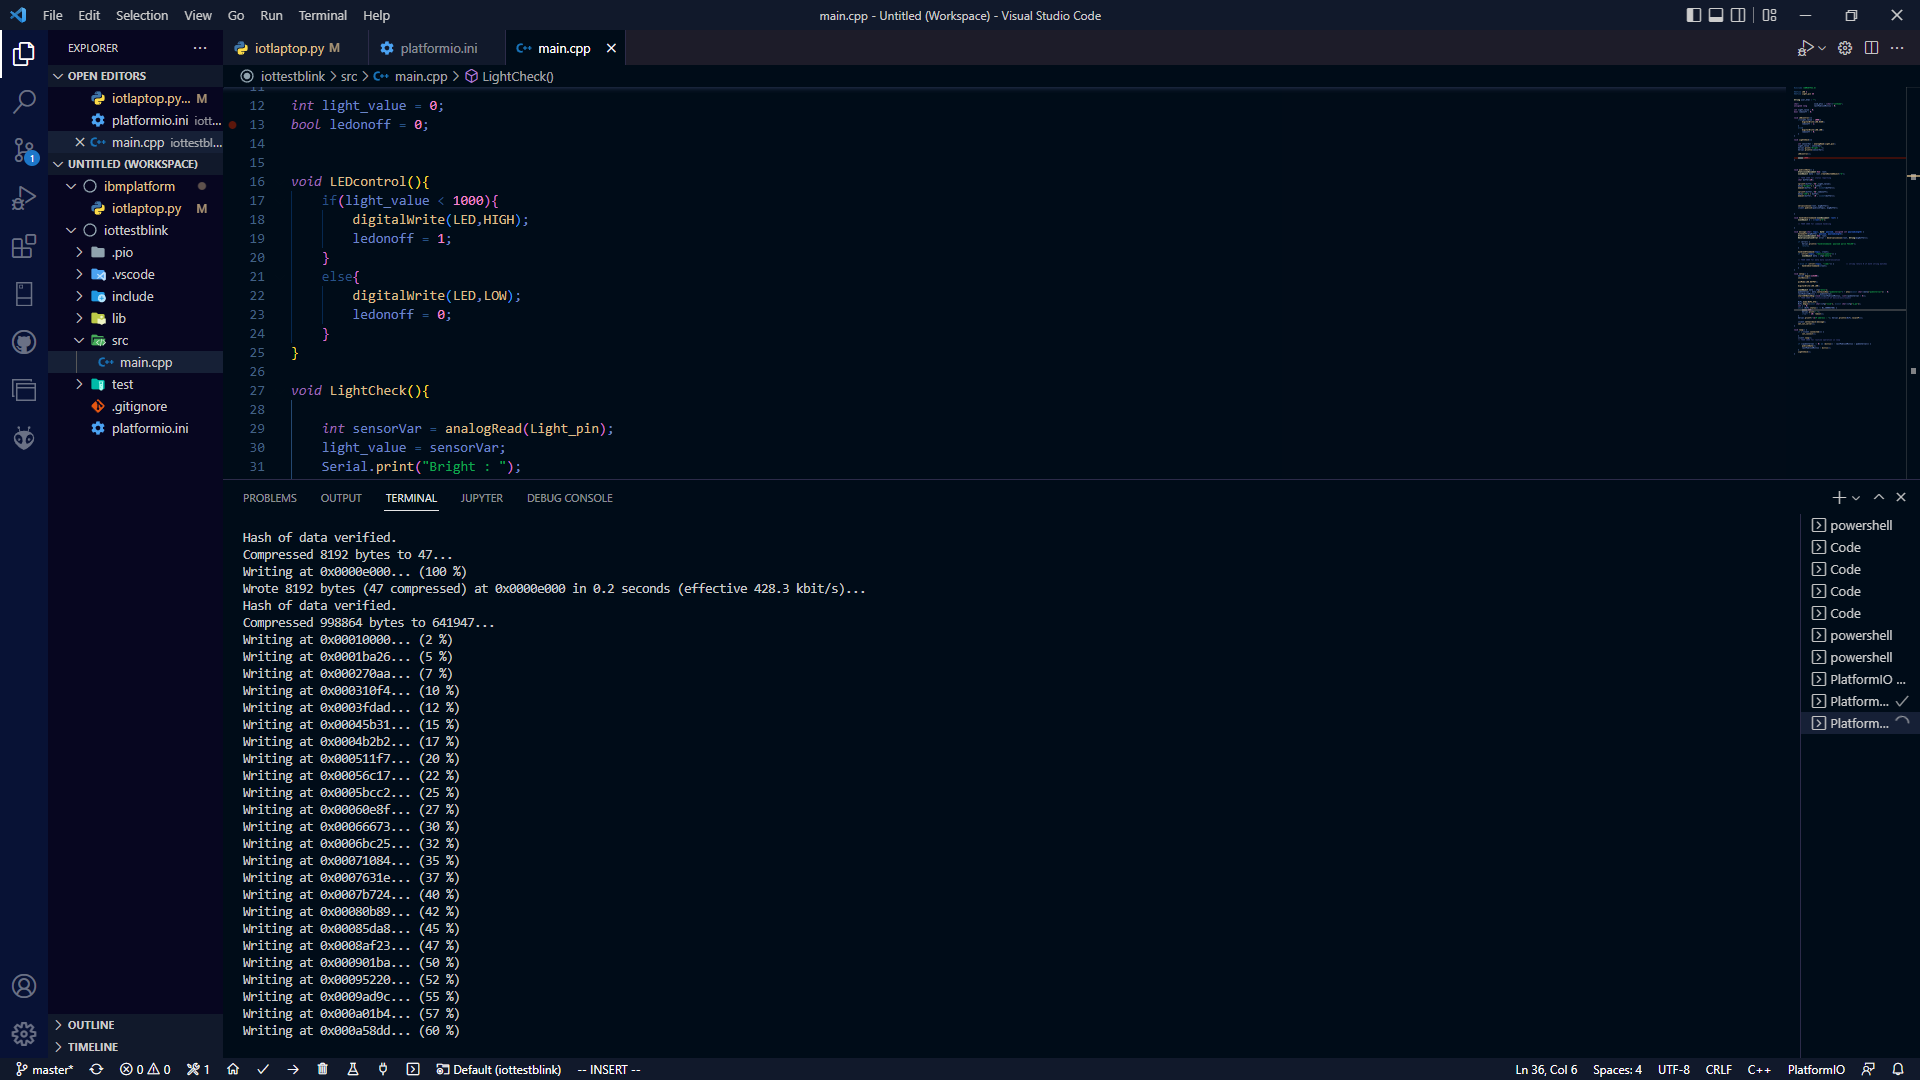 File Edit Selection View Go Run Terminal Help
main.cpp - Untitled (Workspace) - Visual Studio Code
EXPLORER
OPEN EDITORS
iotlaptop.py... M
platformio.ini iott...
main.cpp iottestbl...
UNTITLED (WORKSPACE)
ibmplatform
iotlaptop.py M
iottestblink
.pio
.vscode
include
lib
src
main.cpp
test
.gitignore
platformio.ini
OUTLINE
TIMELINE
1
iotlaptop.py M
platformio.ini
main.cpp
iottestblink > src > main.cpp > LightCheck()
11
12 int light_value = 0;
13 bool ledonoff = 0;
14
15
16 void LEDcontrol(){
17 if(light_value < 1000){
18 digitalWrite(LED,HIGH);
19 ledonoff = 1;
20 }
21 else{
22 digitalWrite(LED,LOW);
23 ledonoff = 0;
24 }
25 }
26
27 void LightCheck(){
28
29 int sensorVar = analogRead(Light_pin);
30 light_value = sensorVar;
31 Serial.print("Bright : ");
PROBLEMS OUTPUT TERMINAL JUPYTER DEBUG CONSOLE
Hash of data verified.
Compressed 8192 bytes to 47...
Writing at 0x0000e000... (100 %)
Wrote 8192 bytes (47 compressed) at 0x0000e000 in 0.2 seconds (effective 428.3 kbit/s)...
Hash of data verified.
Compressed 998864 bytes to 641947...
Writing at 0x00010000... (2 %)
Writing at 0x0001ba26... (5 %)
Writing at 0x000270aa... (7 %)
Writing at 0x000310f4... (10 %)
Writing at 0x0003fdad... (12 %)
Writing at 0x00045b31... (15 %)
Writing at 0x0004b2b2... (17 %)
Writing at 0x000511f7... (20 %)
Writing at 0x00056c17... (22 %)
Writing at 0x0005bcc2... (25 %)
Writing at 0x00060e8f... (27 %)
Writing at 0x00066673... (30 %)
Writing at 0x0006bc25... (32 %)
Writing at 0x00071084... (35 %)
Writing at 0x0007631e... (37 %)
Writing at 0x0007b724... (40 %)
Writing at 0x00080b89... (42 %)
Writing at 0x00085da8... (45 %)
Writing at 0x0008af23... (47 %)
Writing at 0x000901ba... (50 %)
Writing at 0x00095220... (52 %)
Writing at 0x0009ad9c... (55 %)
Writing at 0x000a01b4... (57 %)
Writing at 0x000a58dd... (60 %)
powershell
Code
Code
Code
Code
powershell
powershell
PlatformIO ...
Platform...
Platform...
master* 0 0 1 Default (iottestblink) -- INSERT --
Ln 36, Col 6 Spaces: 4 UTF-8 CRLF C++ PlatformIO